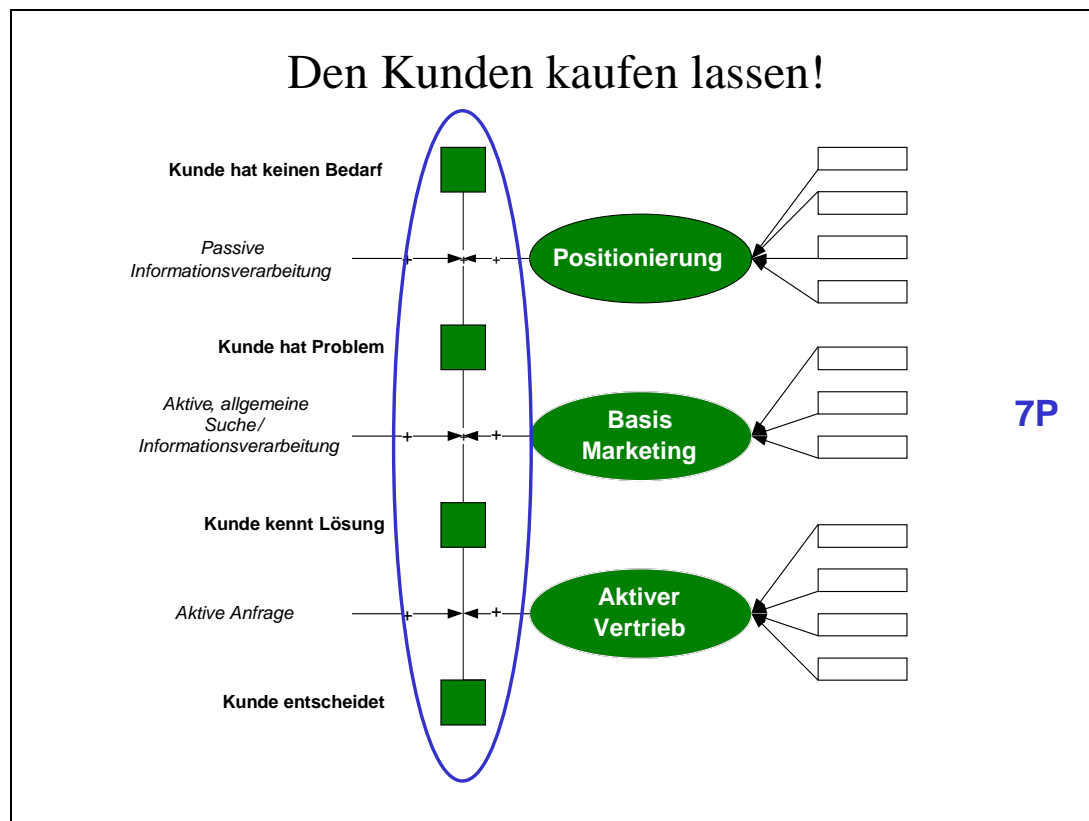 Den Kunden kaufen lassen!
Kunde hat keinen Bedarf
Passive
Informationsverarbeitung
+
+
+
Positionierung
Kunde hat Problem
Aktive, allgemeine
Suche/
Informationsverarbeitung
+
+
+
Basis
Marketing
7P
Kunde kennt Lösung
Aktive Anfrage
+
+
Aktiver
Vertrieb
Kunde entscheidet